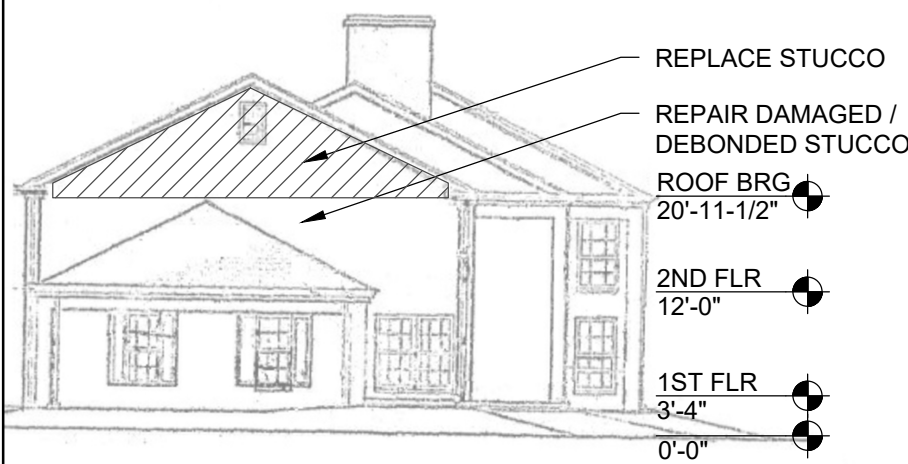 REPLACE STUCCO
REPAIR DAMAGED /
DEBONDED STUCCO
ROOF BRG
20'-11-1/2"
2ND FLR
12'-0"
1ST FLR
3'-4"
0'-0"